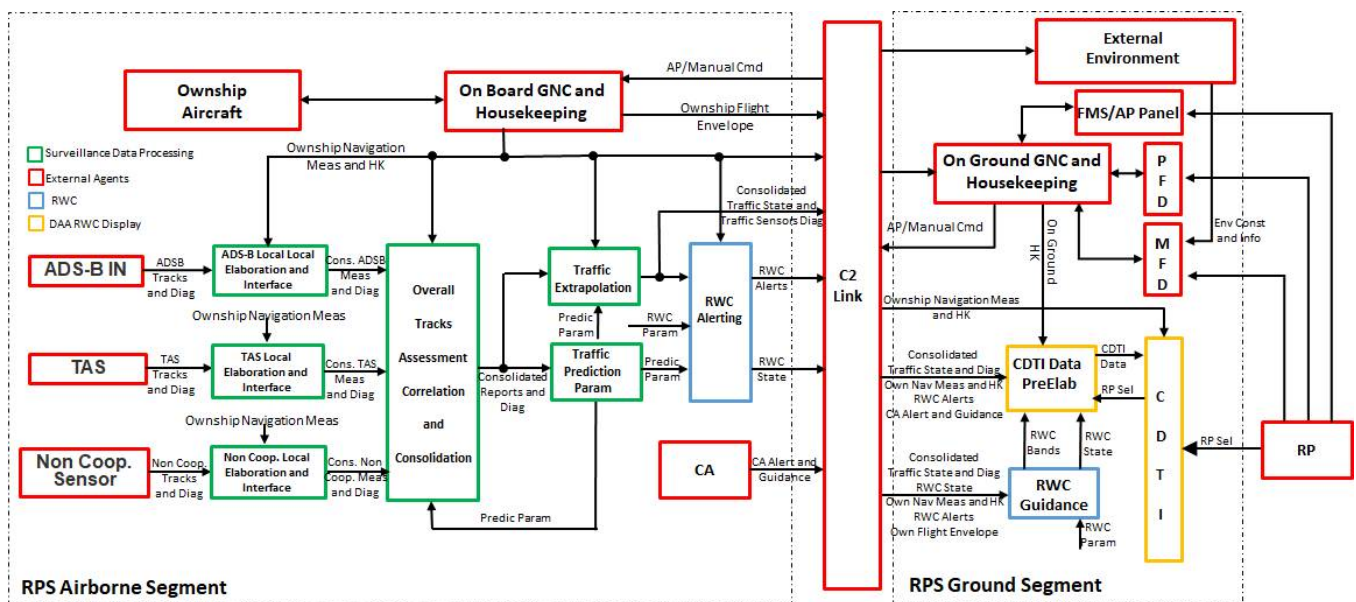 Ownship
Aircraft
On Board GNC and
Housekeeping
AP/Manual Cmd
Ownship Flight
Envelope
Surveillance Data Processing
External Agents
RWC
DAA RWC Display
Ownship Navigation
Meas and HK
Consolidated
Traffic State and
Traffic Sensors Diag
ADS-B IN
ADSB
Tracks
and Diag
ADS-B Local Local
Elaboration and
Interface
Cons. ADSB
Meas
and Diag
Ownship Navigation Meas
TAS
TAS
Tracks
and Diag
TAS Local
Elaboration and
Interface
Cons. TAS
Meas
and Diag
Ownship Navigation Meas
Non Coop.
Sensor
Non Coop.
Tracks
and Diag
Non Coop. Local
Elaboration and
Interface
Cons. Non
Coop. Meas
and Diag
Overall
Tracks
Assessment
Correlation
and
Consolidation
Consolidated
Reports and
Diag
Traffic
Extrapolation
Predic
Param
Traffic
Prediction
Param
Predic
Param
Predic Param
RWC
Param
RWC
Alerting
RWC
Alerts
RWC
State
CA
CA Alert and
Guidance
RPS Airborne Segment
C2
Link
External
Environment
FMS/AP Panel
On Ground GNC and
Housekeeping
P
F
D
M
F
D
Env Const
and Info
AP/Manual Cmd
On Ground
HK
Ownship Navigation Meas
and HK
Consolidated
Traffic State and Diag
Own Nav Meas and HK
RWC Alerts
CA Alert and Guidance
CDTI Data
PreElab
CDTI
Data
RP Sel
C
D
T
I
RP Sel
RP
RWC
Bands
RWC
State
Consolidated
Traffic State and Diag
RWC State
Own Nav Meas and HK
RWC Alerts
Own Flight Envelope
RWC
Guidance
RWC
Param
RPS Ground Segment